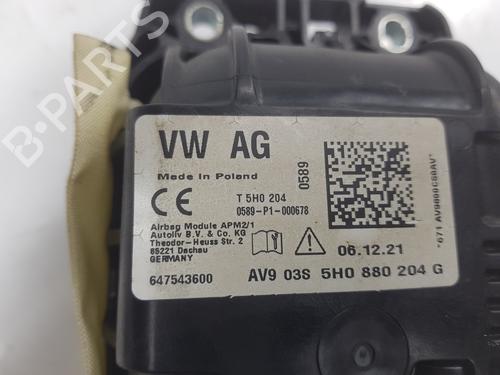 VW AG
Made in Poland
0589
CE
T 5H0 204
0589-P1-000678
Airbag Module APM2/1
Autoliv B.V. & Co. KG
Theodor-Heuss Str. 2
85221 Dachau
GERMANY
06.12.21
647543600
AV9 03S 5H0 880 204 G
B-PARTS